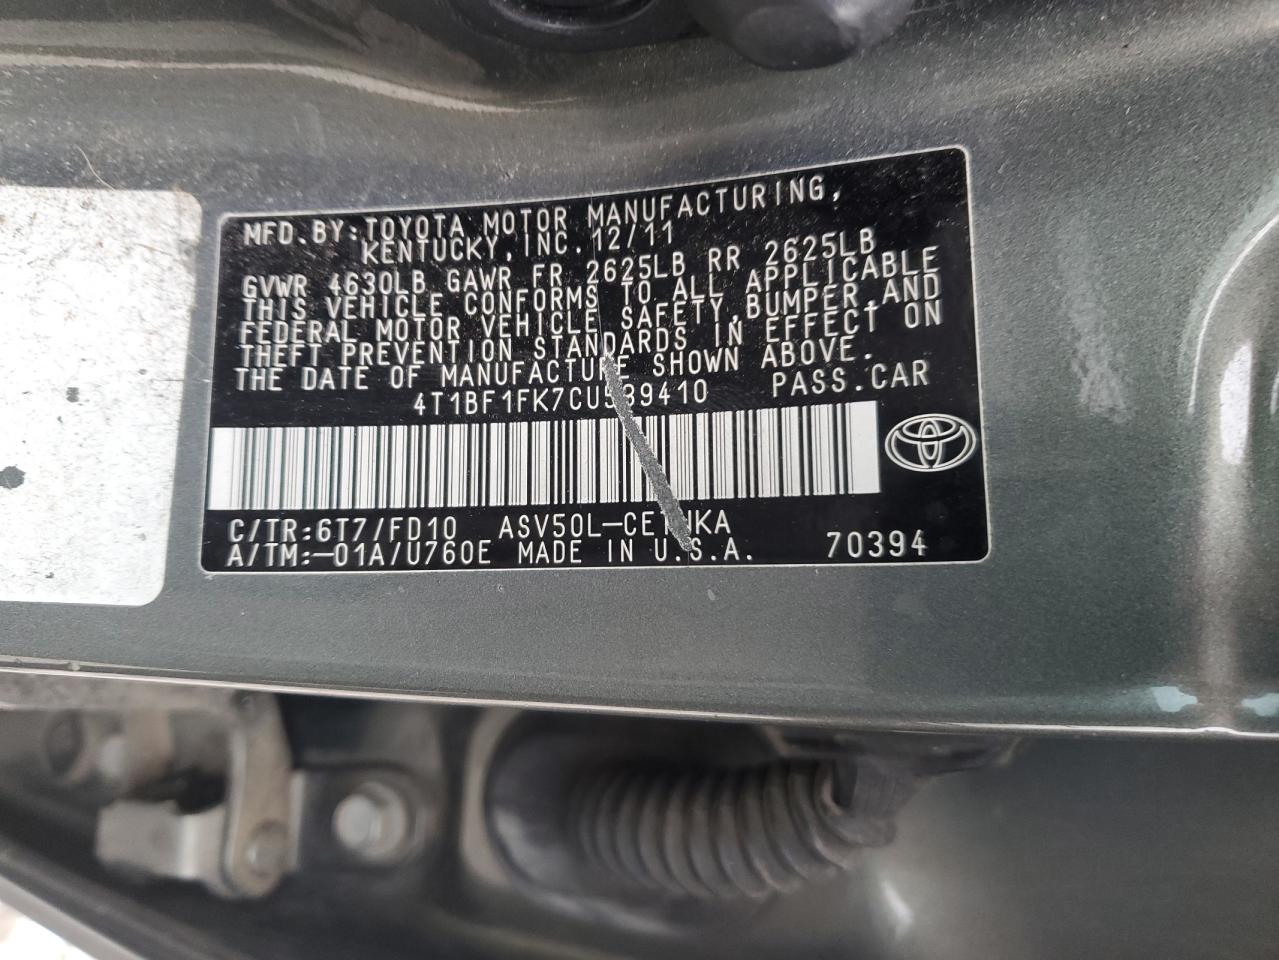 MFD.BY:TOYOTA MOTOR MANUFACTURING,
KENTUCKY,INC. 12/11
GVWR 4630LB GAWR FR 2625LB RR 2625LB
THIS VEHICLE CONFORMS TO ALL APPLICABLE
FEDERAL MOTOR VEHICLE SAFETY,BUMPER,AND
THEFT PREVENTION STANDARDS IN EFFECT ON
THE DATE OF MANUFACTURE SHOWN ABOVE.
4T1BF1FK7CU539410 PASS.CAR
C/TR:6T7/FD10 ASV50L-
A/TM:-01A/U760E MADE IN U.S.A. 70394